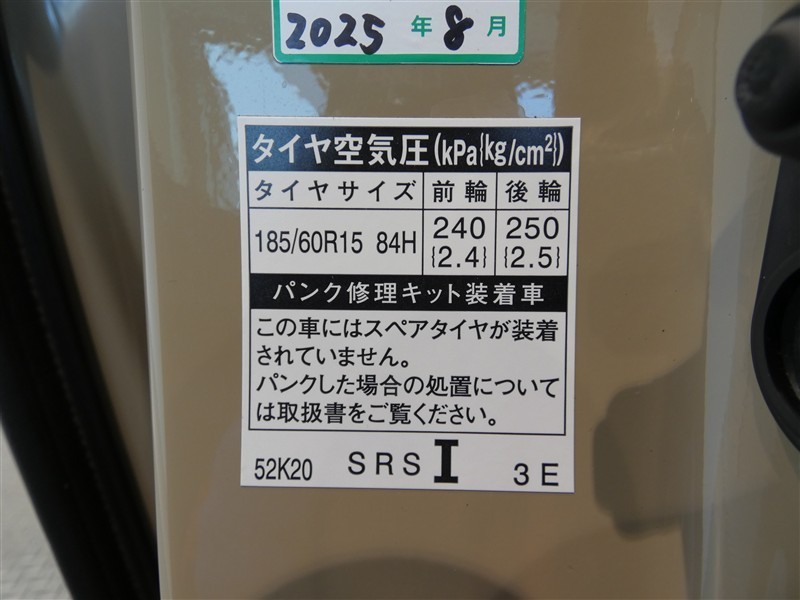 2025 年 8 月
タイヤ空気圧(kPa{kg/cm²})
タイヤサイズ 前輪 後輪
185/60R15 84H 240 {2.4} 250 {2.5}
パンク修理キット装着車
この車にはスペアタイヤが装着
されていません。
パンクした場合の処置について
は取扱書をご覧ください。
52K20 SRS I 3E